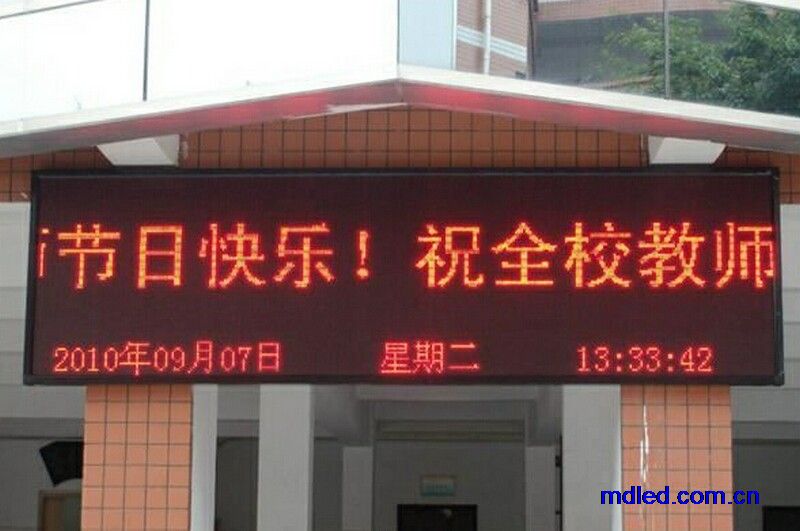 节日快乐！祝全校教师
2010年09月07日 星期二 13:33:42
mdled.com.cn